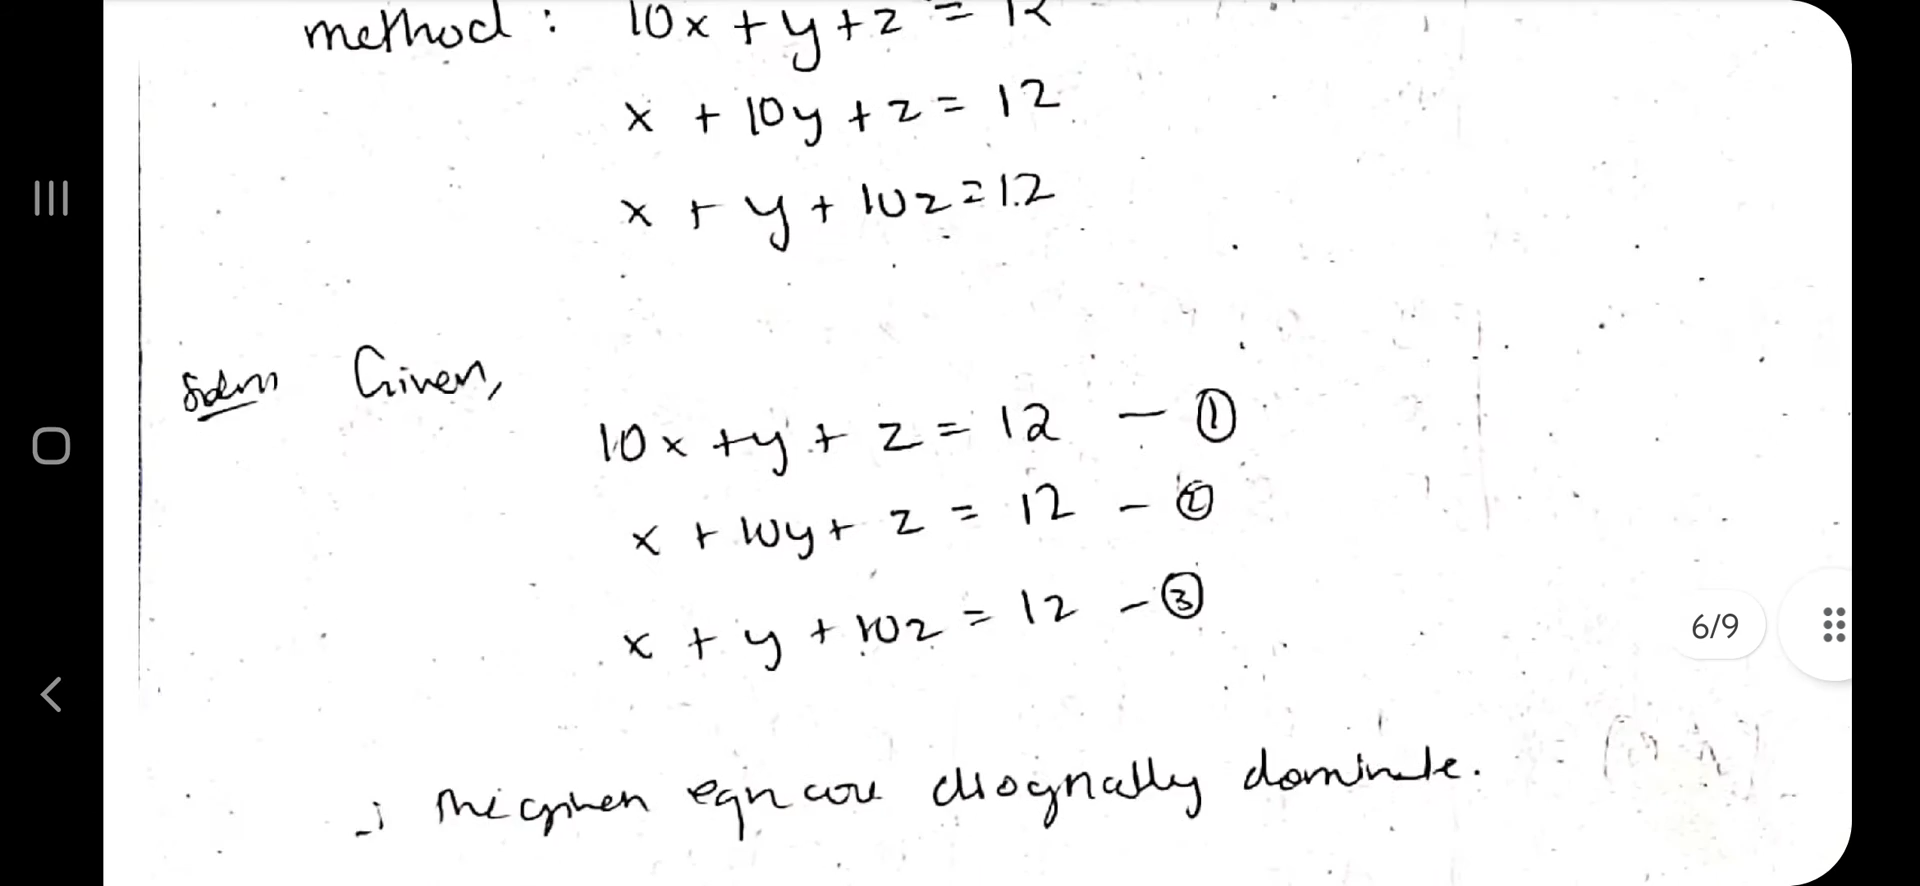 method : 10x + y + z = 12
x + 10y + z = 12
x + y + 10z = 12
Soln Given,
10x + y + z = 12 — ①
x + 10y + z = 12 — ②
x + y + 10z = 12 — ③
6/9
The given eqn are diognally dominate.